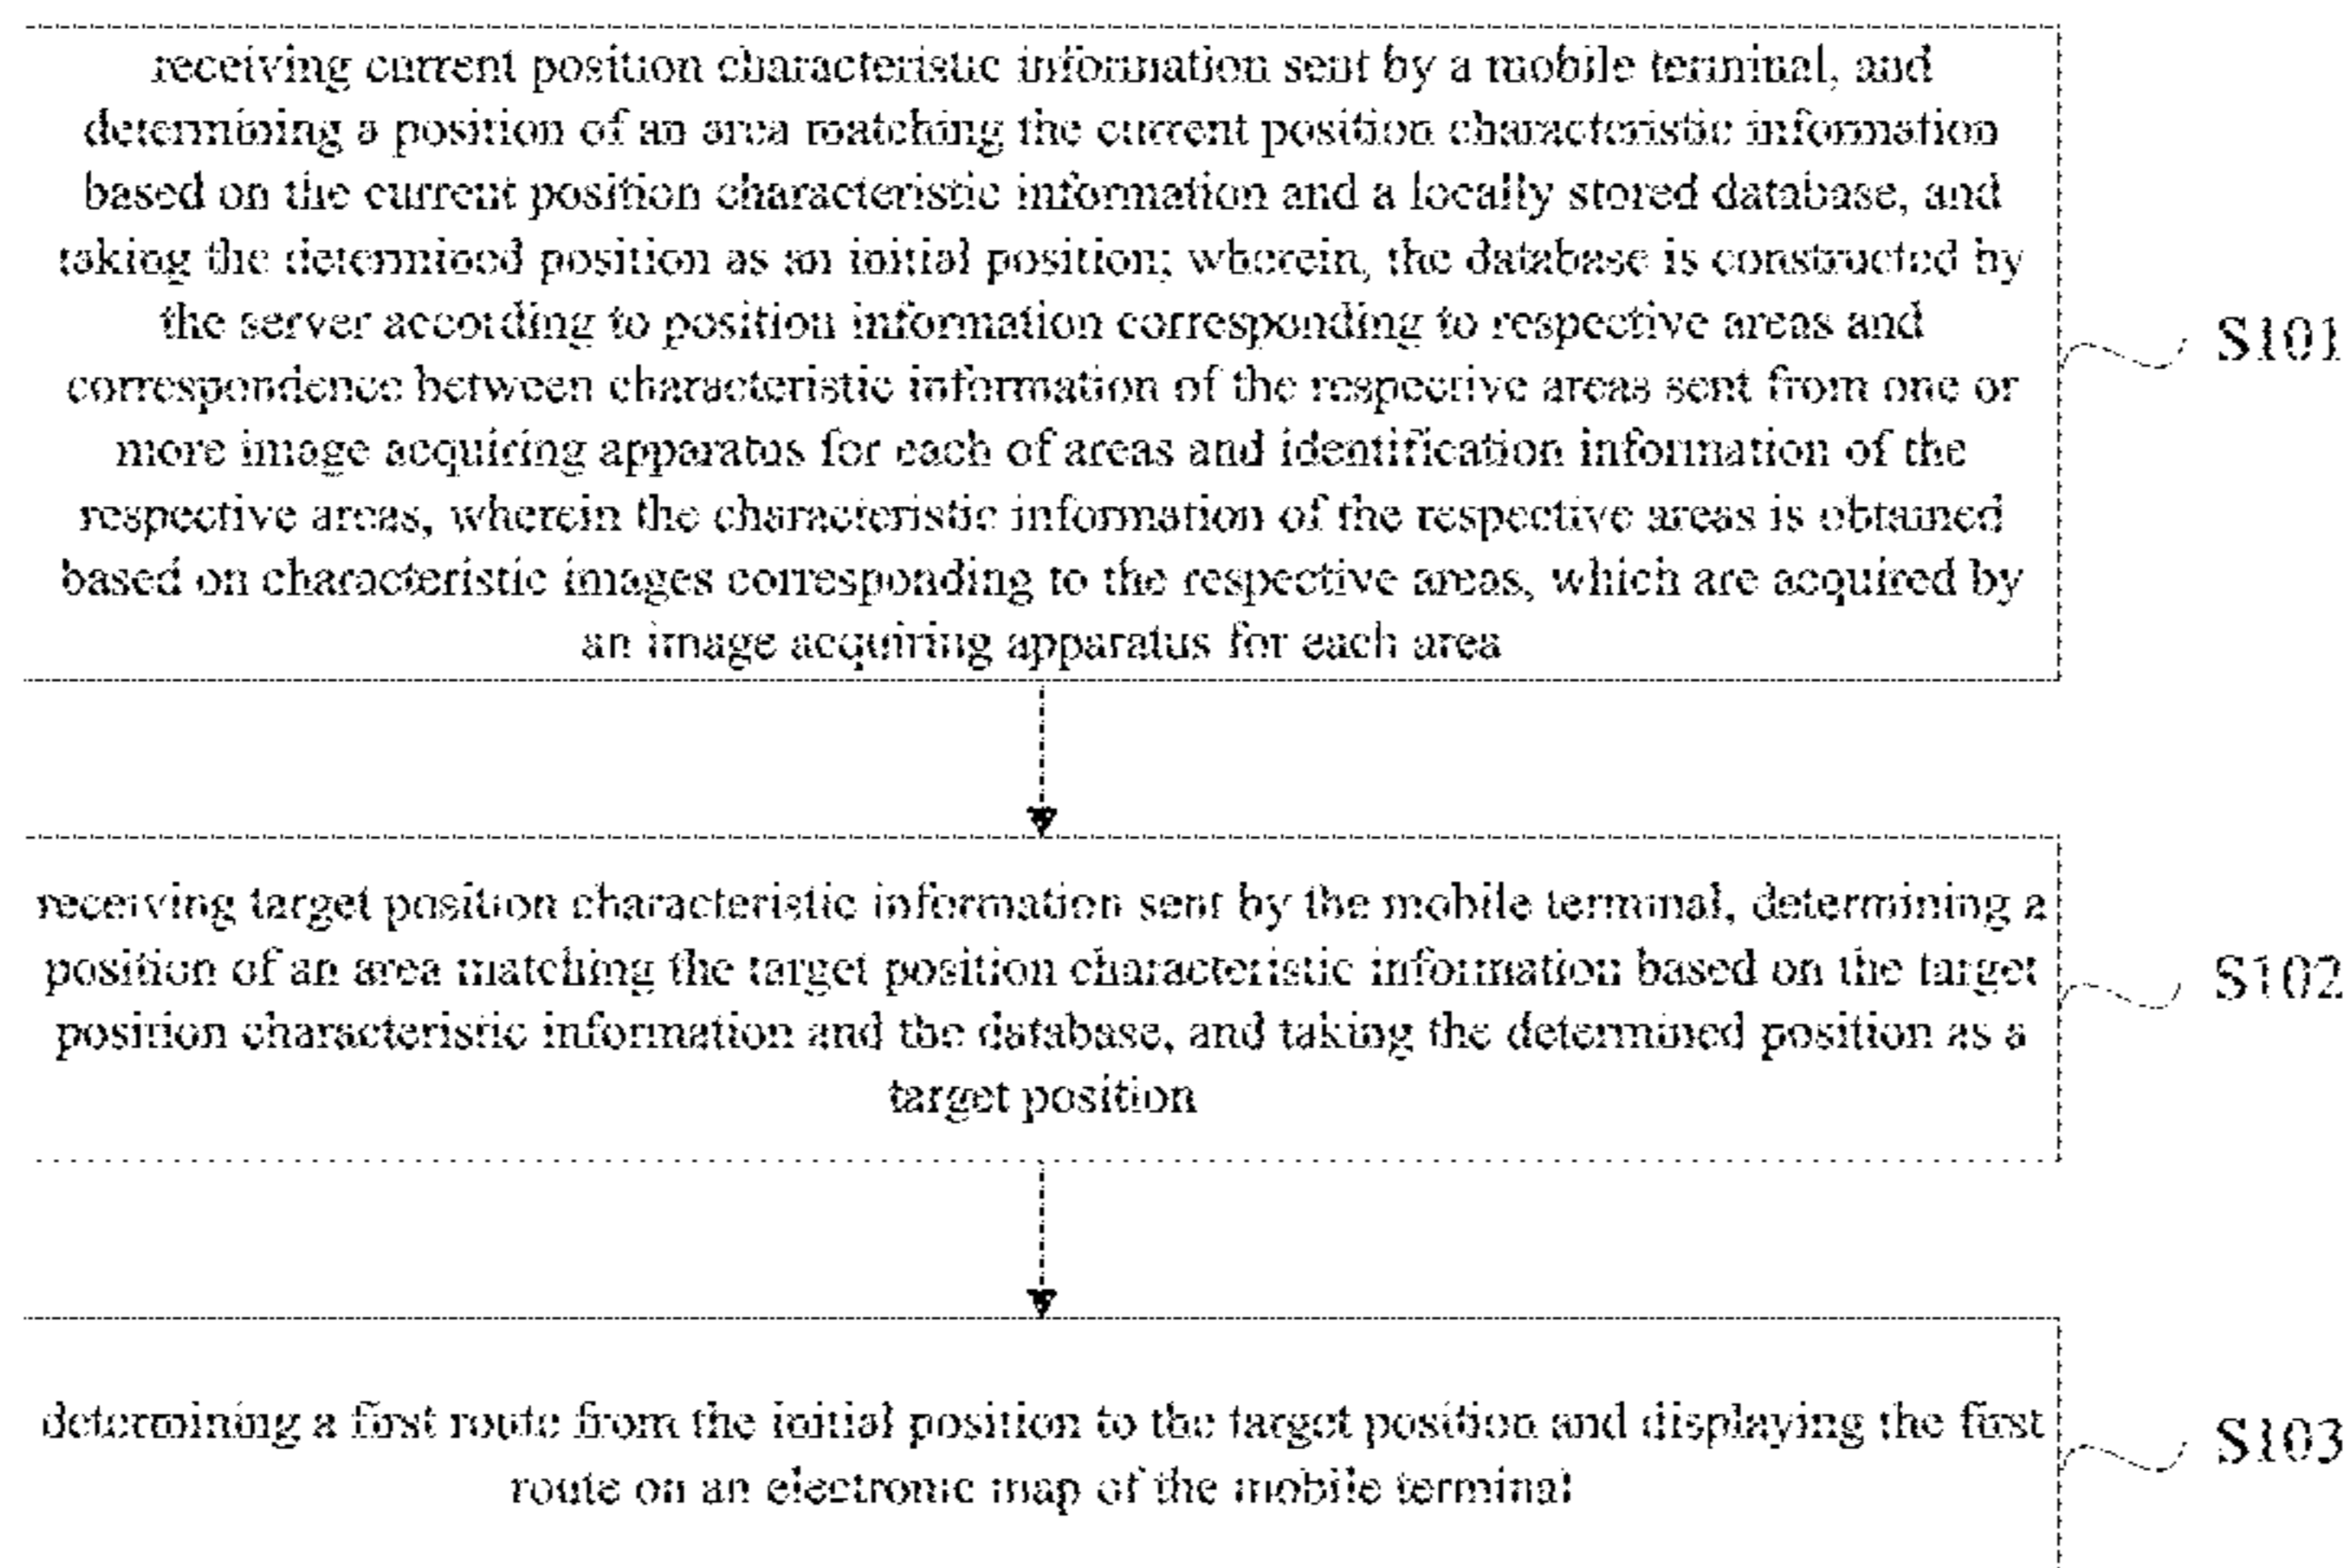 receiving current position characteristic information sent by a mobile terminal, and
determining a position of an area matching the current position characteristic information
based on the current position characteristic information and a locally stored database, and
taking the determined position as an initial position; wherein, the database is constructed by
the server according to position information corresponding to respective areas and
correspondence between characteristic information of the respective areas sent from one or
more image acquiring apparatus for each of areas and identification information of the
respective areas, wherein the characteristic information of the respective areas is obtained
based on characteristic images corresponding to the respective areas, which are acquired by
an image acquiring apparatus for each area
S101
receiving target position characteristic information sent by the mobile terminal, determining a
position of an area matching the target position characteristic information based on the target
position characteristic information and the database, and taking the determined position as a
target position
S102
determining a first route from the initial position to the target position and displaying the first
route on an electronic map of the mobile terminal
S103